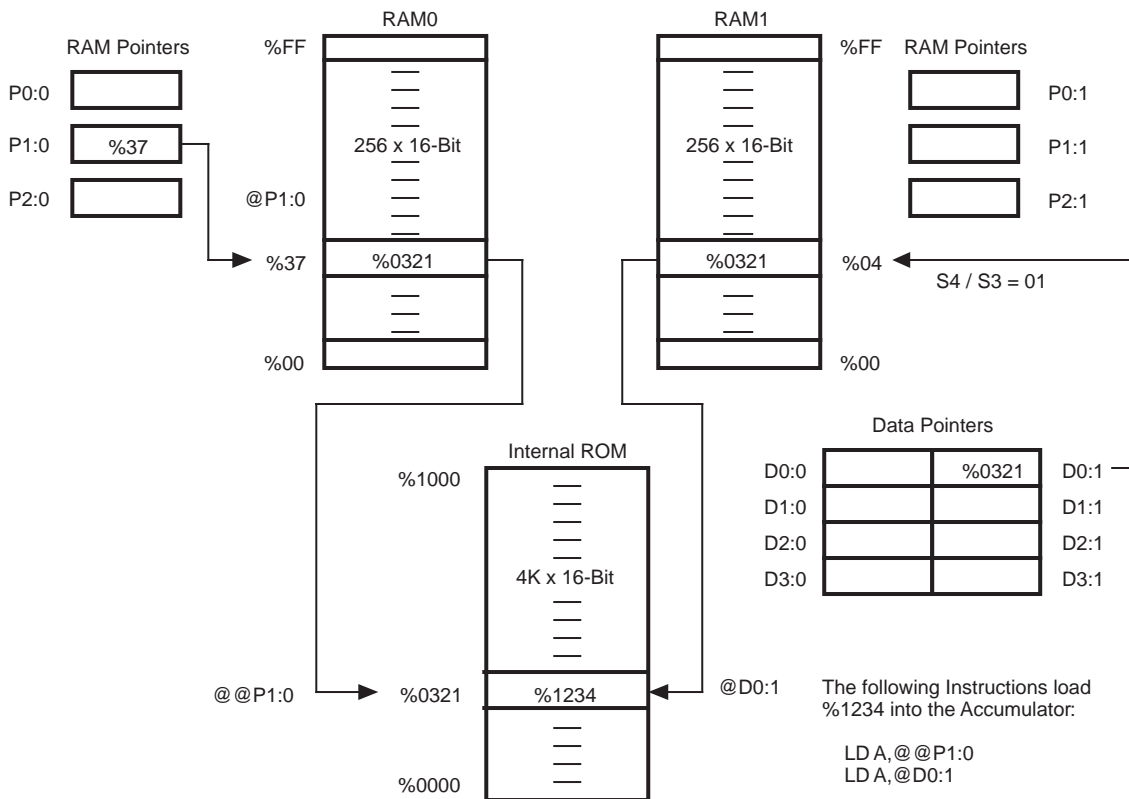 RAM0
RAM1
RAM Pointers
%FF
%FF
RAM Pointers
P0:0
P0:1
P1:0
%37
256 x 16-Bit
256 x 16-Bit
P1:1
P2:0
@P1:0
P2:1
%37
%0321
%0321
%04
S4 / S3 = 01
%00
%00
Data Pointers
Internal ROM
D0:0
%0321
D0:1
%1000
D1:0
D1:1
D2:0
D2:1
4K x 16-Bit
D3:0
D3:1
@@P1:0
%0321
%1234
@D0:1
The following Instructions load
%1234 into the Accumulator:
LD A,@@P1:0
LD A,@D0:1
%0000